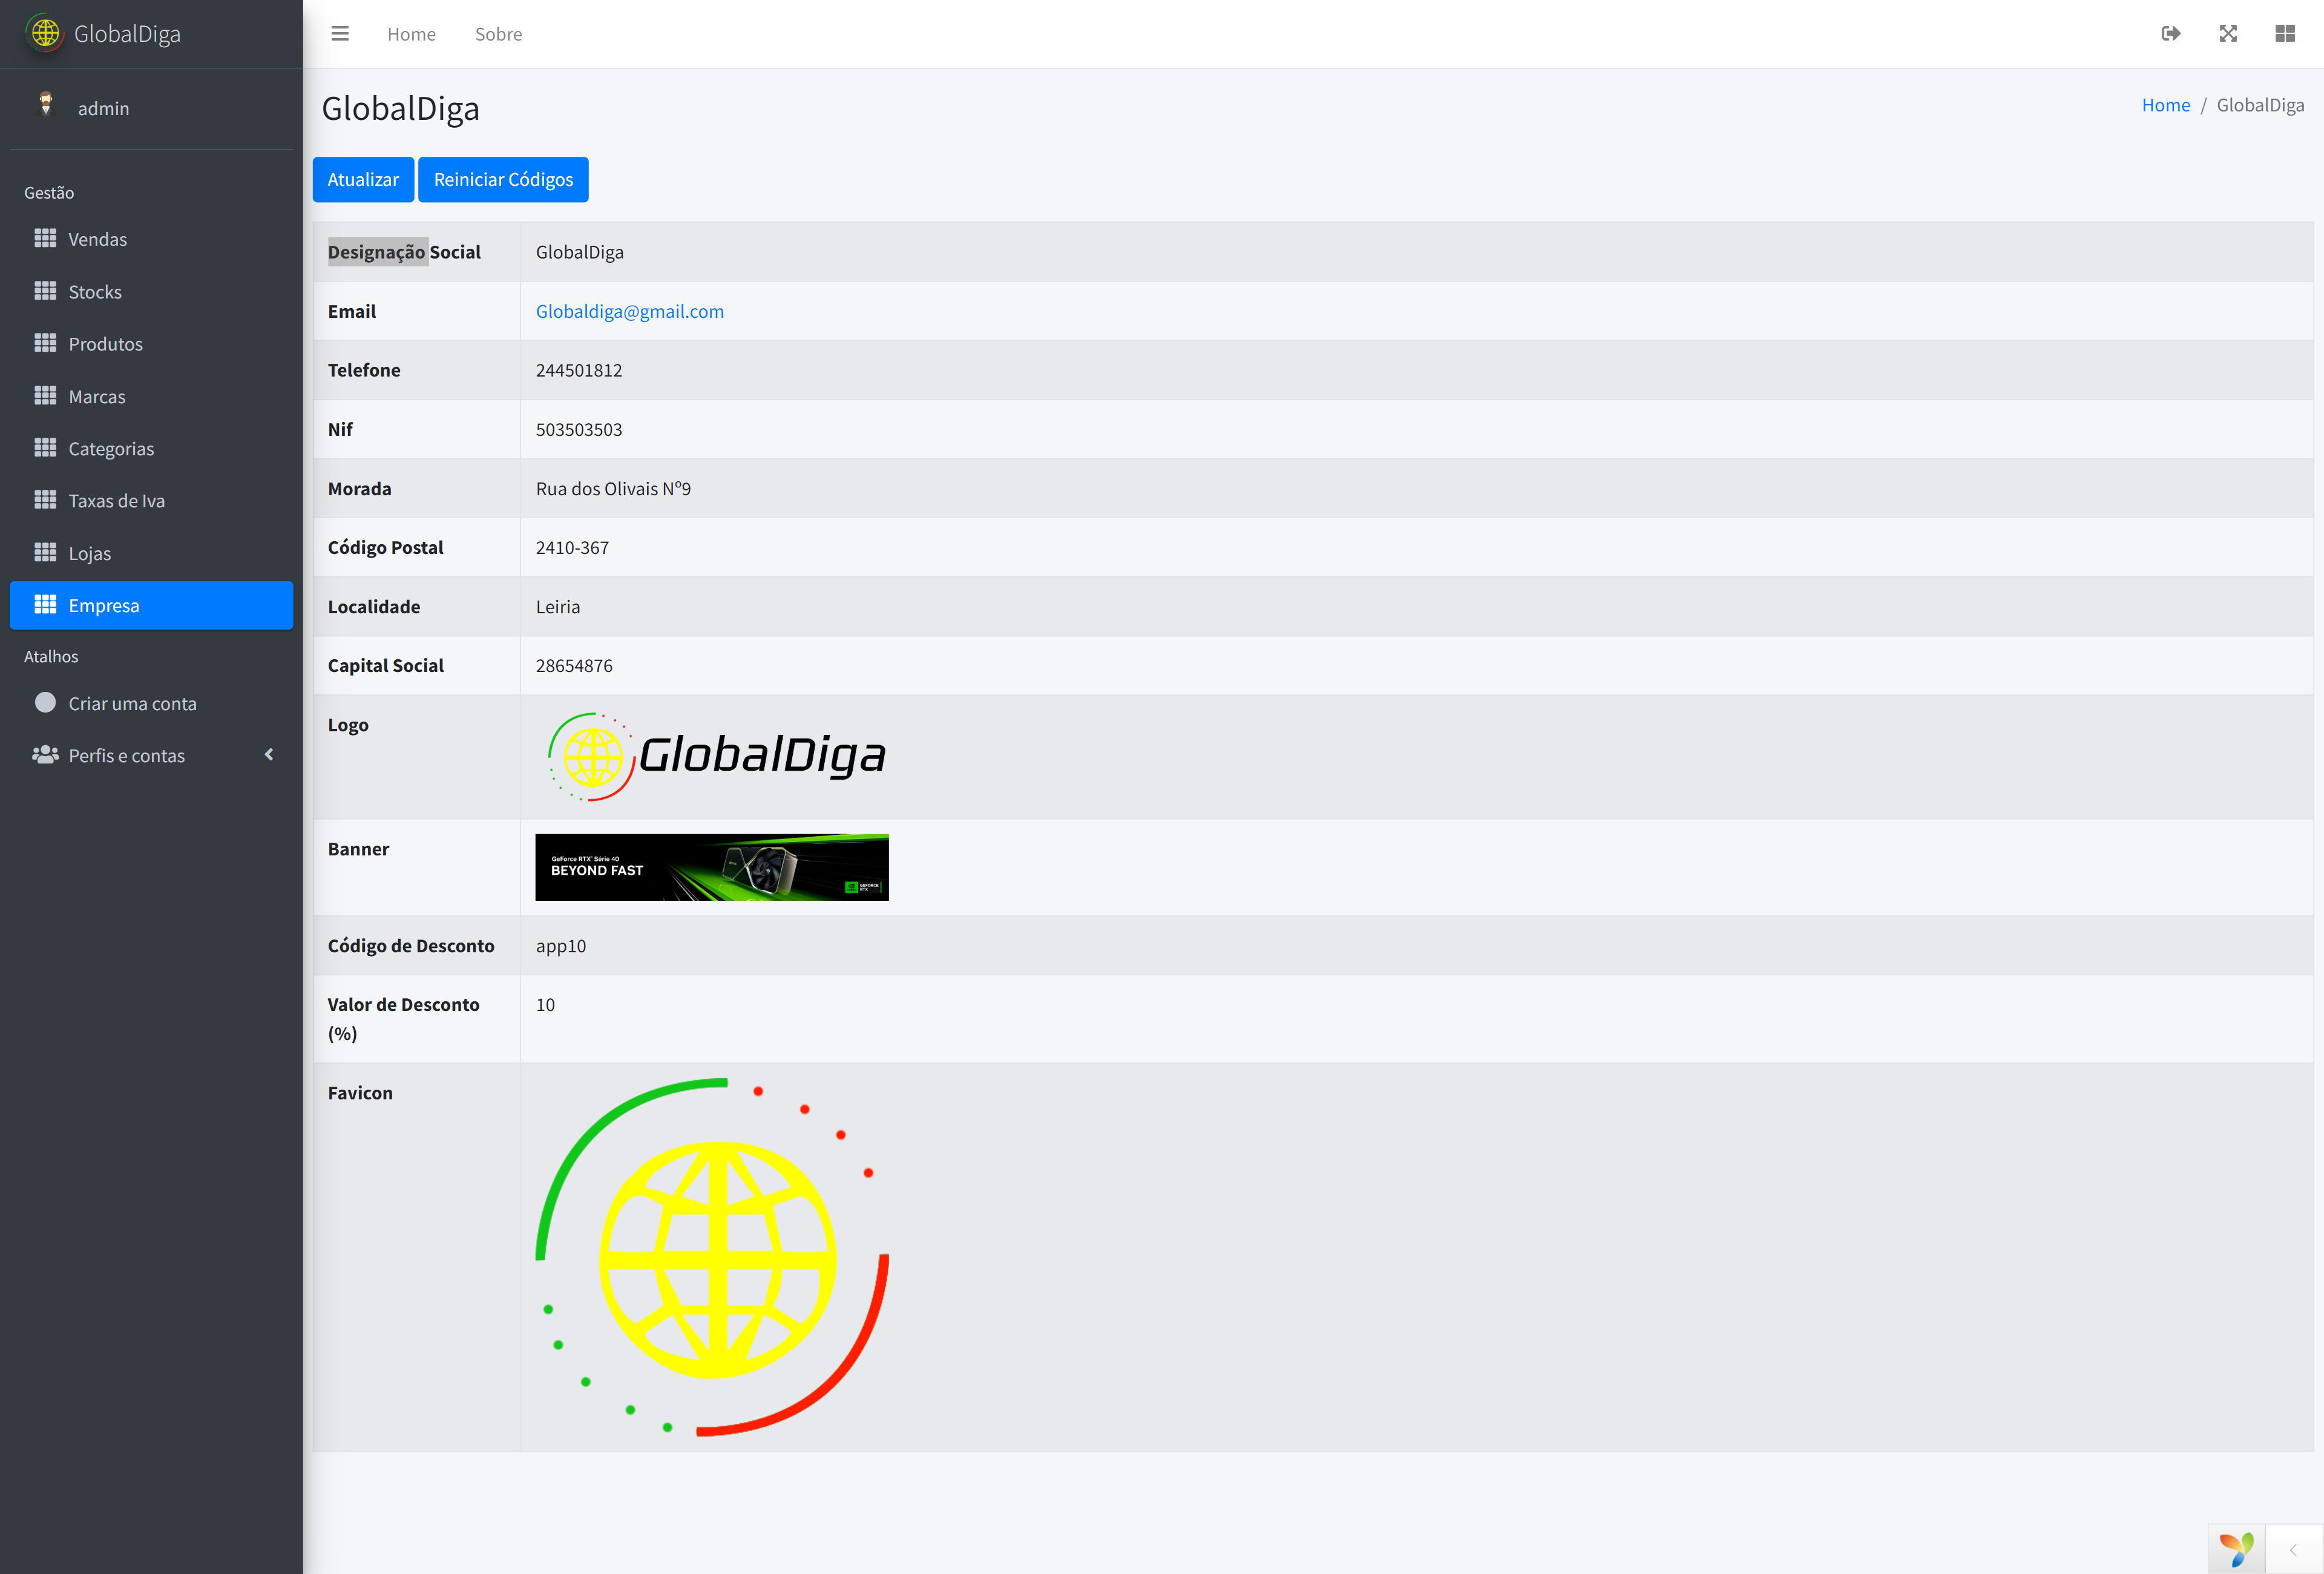 GlobalDiga
Home
Sobre
admin
GlobalDiga
Home / GlobalDiga
Atualizar
Reiniciar Códigos
Gestão
Vendas
Stocks
Produtos
Marcas
Categorias
Taxas de Iva
Lojas
Empresa
Atalhos
Criar uma conta
Perfis e contas
Designação Social GlobalDiga
Email Globaldiga@gmail.com
Telefone 244501812
Nif 503503503
Morada Rua dos Olivais Nº9
Código Postal 2410-367
Localidade Leiria
Capital Social 28654876
Logo
GlobalDiga
Banner
GeForce RTX™ Série 40
BEYOND FAST
GEFORCE
RTX
Código de Desconto app10
Valor de Desconto 10
(%)
Favicon